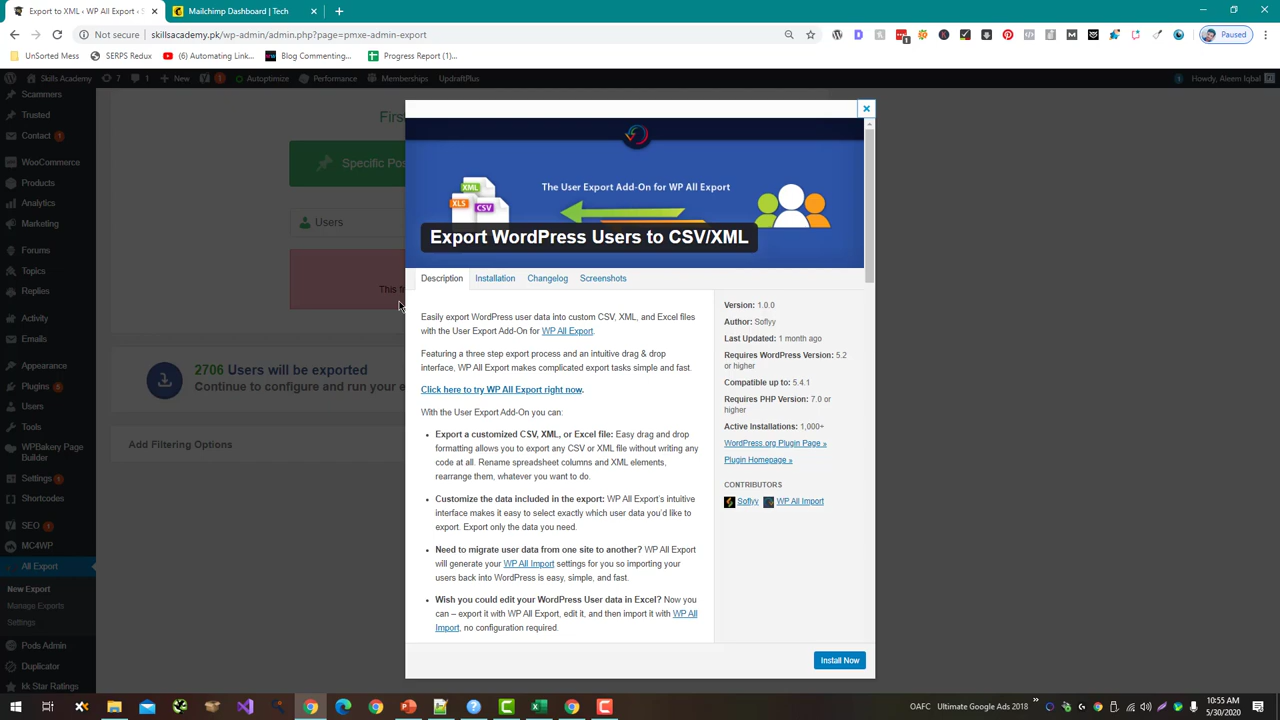 Export to XML ‹ WP All Export ‹ S
Mailchimp Dashboard | Tech
Not secure | skillsacademy.pk/wp-admin/admin.php?page=pmxe-admin-export
Paused
UnSorted Mess
SERPS Redux
(6) Automating Link...
Blog Commenting...
Progress Report (1)...
Skills Academy
7
1
New
1
Autoptimize
Performance
Memberships
UpdraftPlus
1
Howdy, Aleem Iqbal
Scammers
Trusted
Contact 1
WooCommerce
Products
Analytics
Marketing
Forums
Topics
Replies
Activity
Emails
Appearance
Plugins 6
Users
Tools
WPBakery Page
Builder
Settings 1
Shortcodes
SEO 1
MC4WP
All Export
New Export
Manage Exports
Settings
Pods Admin
Duplicator
kk Star Ratings
Specific Pos
Users
2706 Users will be exported
Continue to configure and run your e
Add Filtering Options
XML
XLS
CSV
The User Export Add-On for WP All Export
Export WordPress Users to CSV/XML
Description
Installation
Changelog
Screenshots
Easily export WordPress user data into custom CSV, XML, and Excel files
with the User Export Add-On for WP All Export.
Featuring a three step export process and an intuitive drag & drop
interface, WP All Export makes complicated export tasks simple and fast.
Click here to try WP All Export right now.
With the User Export Add-On you can:
Export a customized CSV, XML, or Excel file: Easy drag and drop
formatting allows you to export any CSV or XML file without writing any
code at all. Rename spreadsheet columns and XML elements,
rearrange them, whatever you want to do.
Customize the data included in the export: WP All Export's intuitive
interface makes it easy to select exactly which user data you'd like to
export. Export only the data you need.
Need to migrate user data from one site to another? WP All Export
will generate your WP All Import settings for you so importing your
users back into WordPress is easy, simple, and fast.
Wish you could edit your WordPress User data in Excel? Now you
can – export it with WP All Export, edit it, and then import it with WP All
Import, no configuration required.
Version: 1.0.0
Author: Soflyy
Last Updated: 1 month ago
Requires WordPress Version: 5.2
or higher
Compatible up to: 5.4.1
Requires PHP Version: 7.0 or
higher
Active Installations: 1,000+
WordPress.org Plugin Page »
Plugin Homepage »
CONTRIBUTORS
Soflyy
WP All Import
Install Now
OAFC
Ultimate Google Ads 2018
10:55 AM
5/30/2020